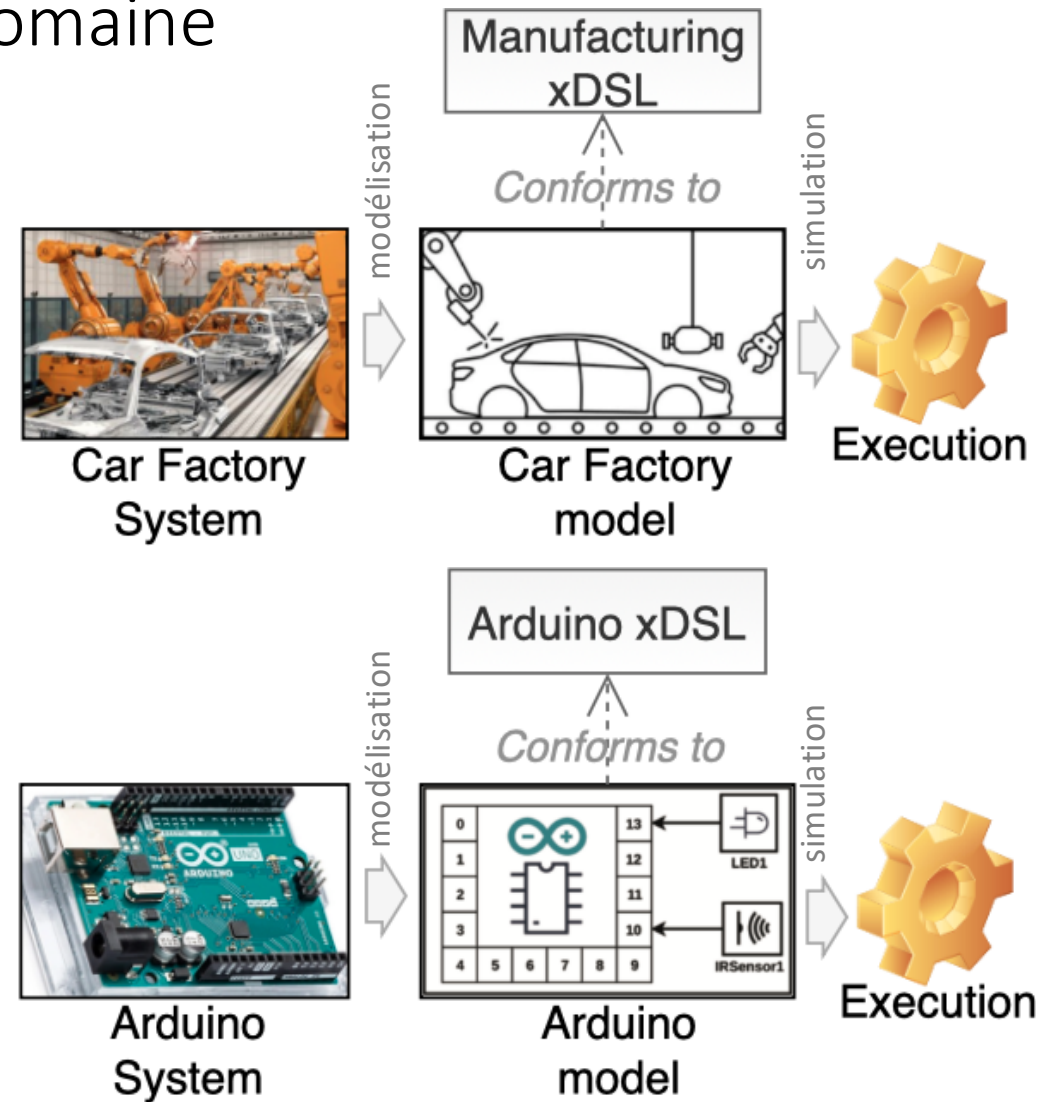 omaine
Manufacturing
xDSL
modélisation
Conforms to
simulation
Car Factory
System
Car Factory
model
Execution
Arduino xDSL
modélisation
Conforms to
simulation
UNO
ARDUINO
0
1
2
3
4
5
6
7
8
9
10
11
12
13
LED1
IRSensor1
Arduino
System
Arduino
model
Execution